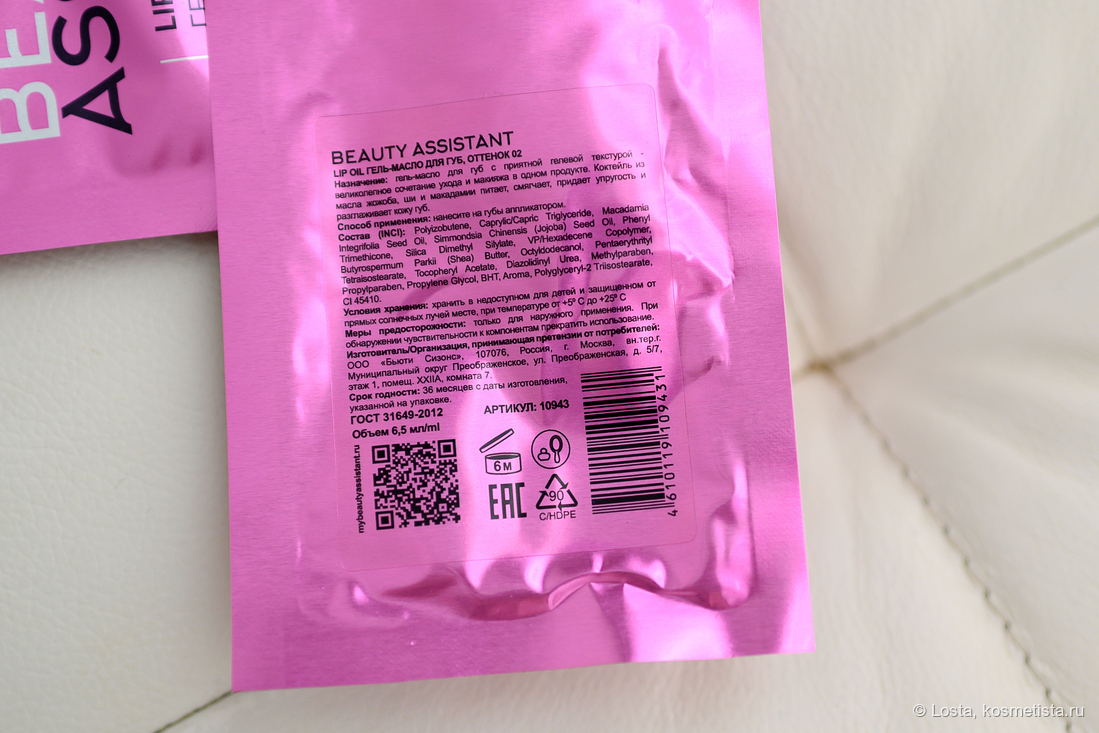 BEA
AS
LIP
ГЕ
BEAUTY ASSISTANT
LIP OIL ГЕЛЬ-МАСЛО ДЛЯ ГУБ, ОТТЕНОК 02
Назначение: гель-масло для губ с приятной гелевой текстурой -
великолепное сочетание ухода и макияжа в одном продукте. Коктейль из
масла жожоба, ши и макадамии питает, смягчает, придает упругость и
разглаживает кожу губ.
Способ применения: нанесите на губы аппликатором.
Состав (INCI): Polyizobutene, Caprylic/Capric Triglyceride, Macadamia
Integrifolia Seed Oil, Simmondsia Chinensis (Jojoba) Seed Oil, Phenyl
Trimethicone, Silica Dimethyl Silylate, VP/Hexadecene Copolymer,
Butyrospermum Parkii (Shea) Butter, Octyldodecanol, Pentaerythrityl
Tetraisostearate, Tocopheryl Acetate, Diazolidinyl Urea, Methylparaben,
Propylparaben, Propylene Glycol, BHT, Aroma, Polyglyceryl-2 Triisostearate,
CI 45410.
Условия хранения: хранить в недоступном для детей и защищенном от
прямых солнечных лучей месте, при температуре от +5º С до +25º С
Меры предосторожности: только для наружного применения. При
обнаружении чувствительности к компонентам прекратить использование.
Изготовитель/Организация, принимающая претензии от потребителей:
ООО «Бьюти Сизонс», 107076, Россия, г. Москва, вн.тер.г.
Муниципальный округ Преображенское, ул. Преображенская, д. 5/7,
этаж 1, помещ. XXIIA, комната 7.
Срок годности: 36 месяцев с даты изготовления,
указанной на упаковке.
ГОСТ 31649-2012
АРТИКУЛ: 10943
Объем 6,5 мл/ml
mybeautyassistant.ru
6 М
EAC
90
C/HDPE
4 610119 109431
© Losta, kosmetista.ru